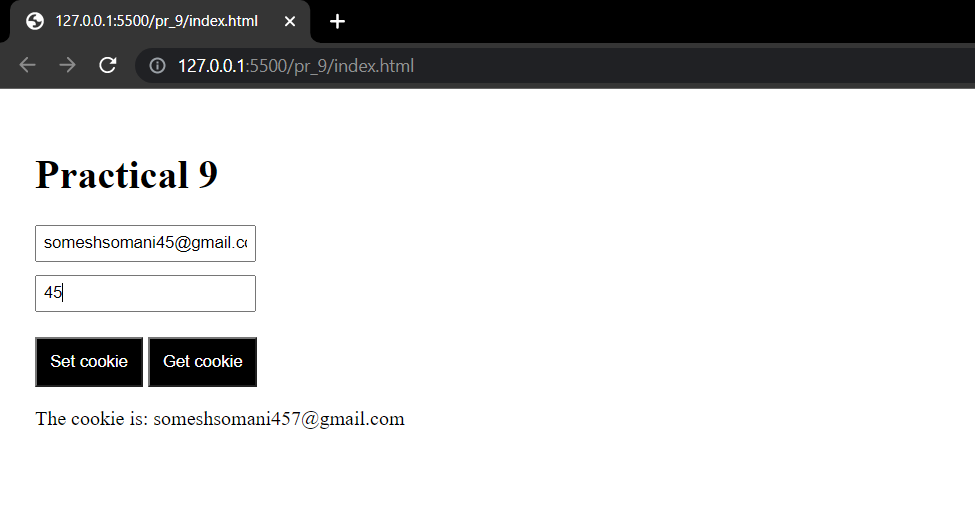 127.0.0.1:5500/pr_9/index.html
127.0.0.1:5500/pr_9/index.html
Practical 9
someshsomani45@gmail.co
45
Set cookie Get cookie
The cookie is: someshsomani457@gmail.com